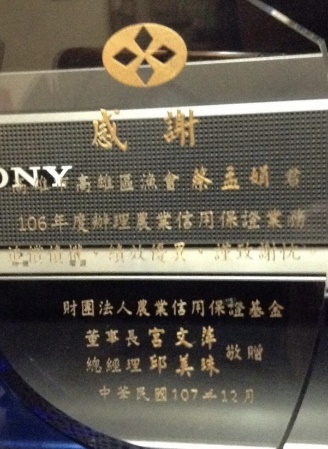 感謝
SONY
高雄區漁會 蔡孟娟 君
106年度辦理農業信用保證業務
績效優異、謹致謝忱
財團法人農業信用保證基金
董事長 宮文萍
總經理 邱美珠 敬贈
中華民國107年12月